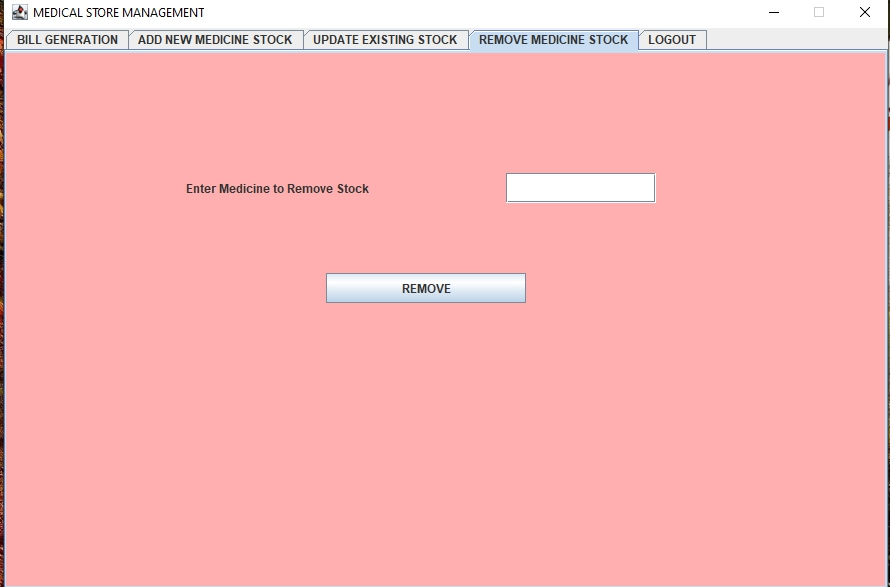 MEDICAL STORE MANAGEMENT
BILL GENERATION ADD NEW MEDICINE STOCK UPDATE EXISTING STOCK REMOVE MEDICINE STOCK LOGOUT
Enter Medicine to Remove Stock
REMOVE